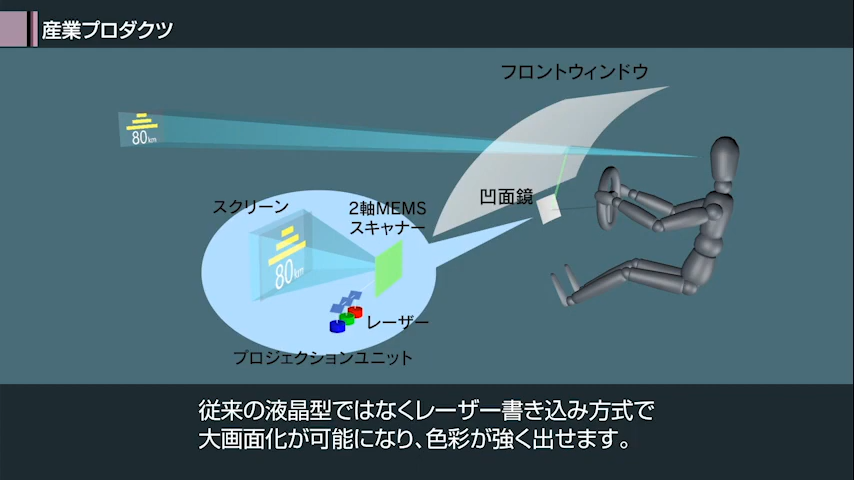 産業プロダクツ
フロントウィンドウ
80km
凹面鏡
スクリーン
2軸MEMS
スキャナー
80km
レーザー
プロジェクションユニット
従来の液晶型ではなくレーザー書き込み方式で
大画面化が可能になり、色彩が強く出せます。